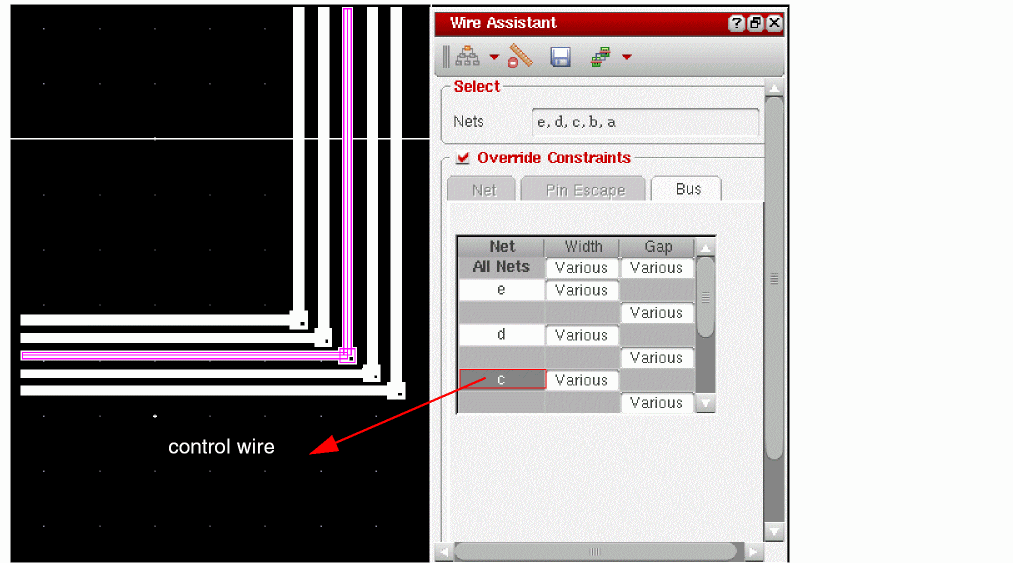 Wire Assistant
Select
Nets e,d,c,b,a
Override Constraints
Net Pin Escape Bus
Net Width Gap
All Nets Various Various
e Various
Various
d Various
Various
c Various
Various
control wire